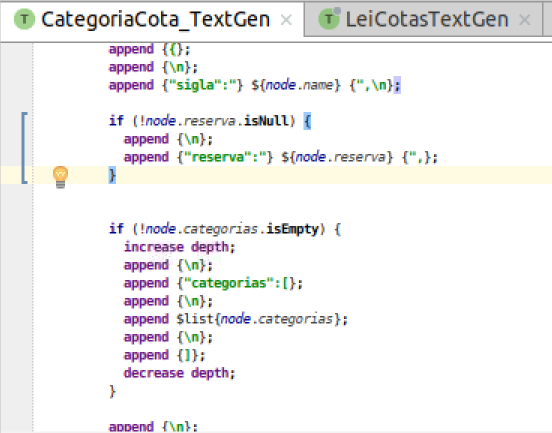 CategoriaCota_TextGen × LeiCotasTextGen ×
append {{};
append {\n};
append {"sigla":"} ${node.name} {",\n};
if (!node.reserva.isNull) {
append {\n};
append {"reserva":"} ${node.reserva} {",};
}
if (!node.categorias.isEmpty) {
increase depth;
append {\n};
append {"categorias":[};
append {\n};
append $list{node.categorias};
append {\n};
append {]};
decrease depth;
}
append {\n};